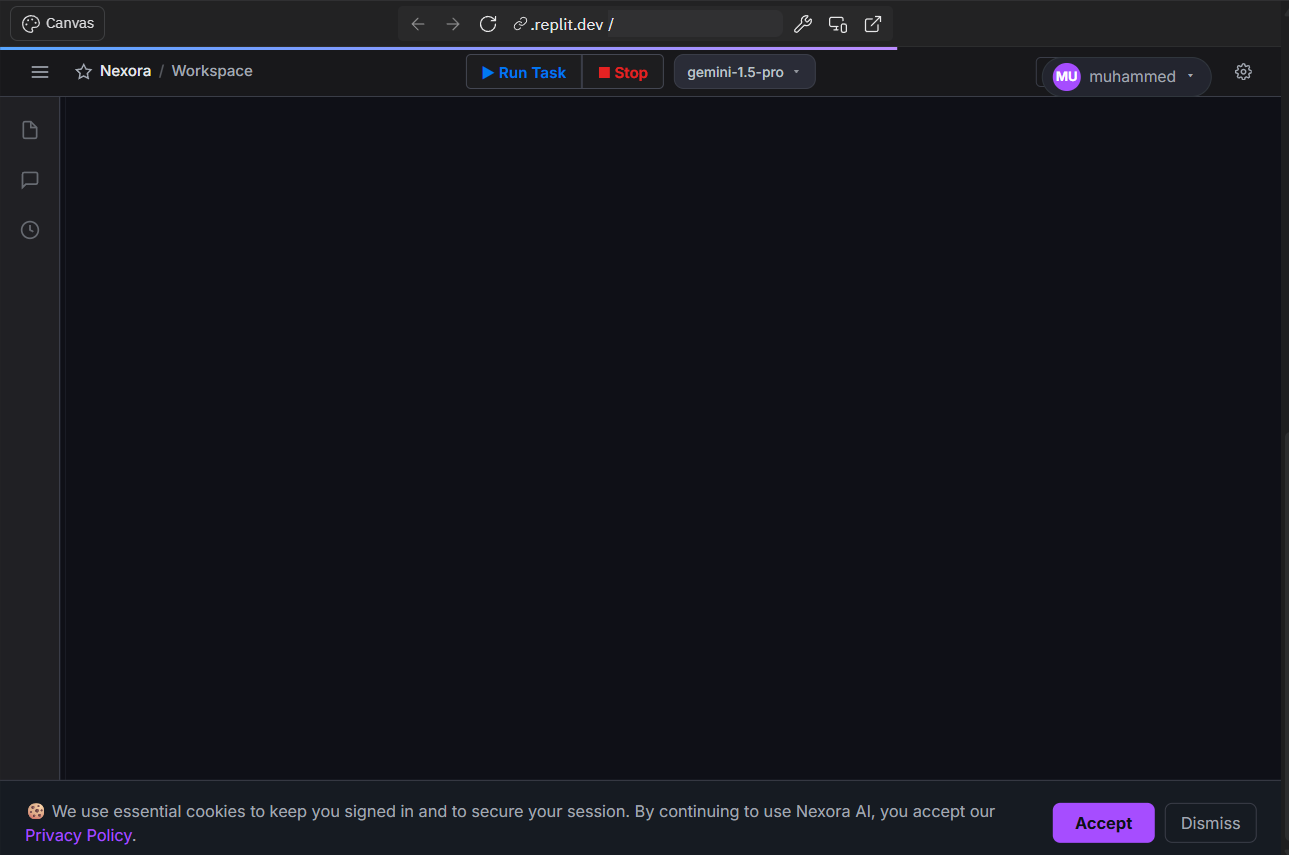 Canvas
.replit.dev /
Nexora / Workspace
Run Task
Stop
gemini-1.5-pro
MU muhammed
🍪 We use essential cookies to keep you signed in and to secure your session. By continuing to use Nexora AI, you accept our
Privacy Policy.
Accept
Dismiss